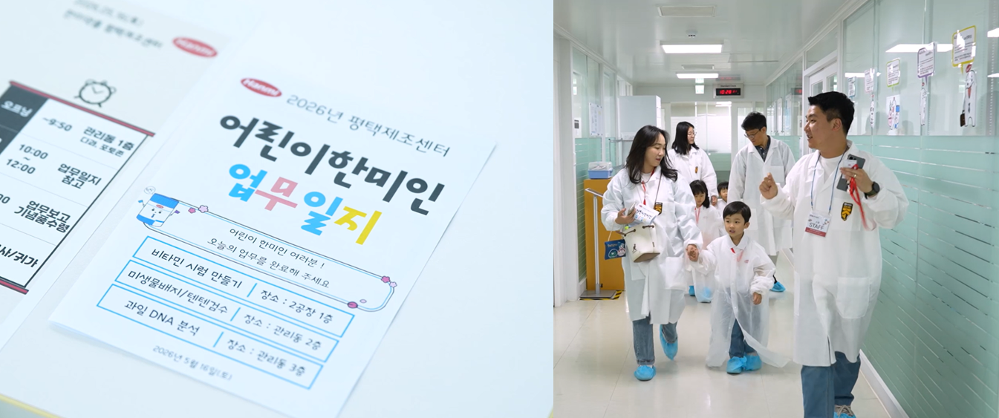 Hanmi
오프닝
~9:50
관리동 1층
다과, 포토존
10:00
~
12:00
업무일지
참고
업무보고
기념품수령
사/귀가
Hanmi
2026년 평택제조센터
어린이한미인
업무일지
어린이 한미인 여러분 !
오늘의 업무를 완료해 주세요
비타민 시럽 만들기 장소 : 2공장 1층
미생물배지/텐텐검수 장소 : 관리동 2층
과일 DNA 분석 장소 : 관리동 3층
2026년 5월 16일(토)
STAFF